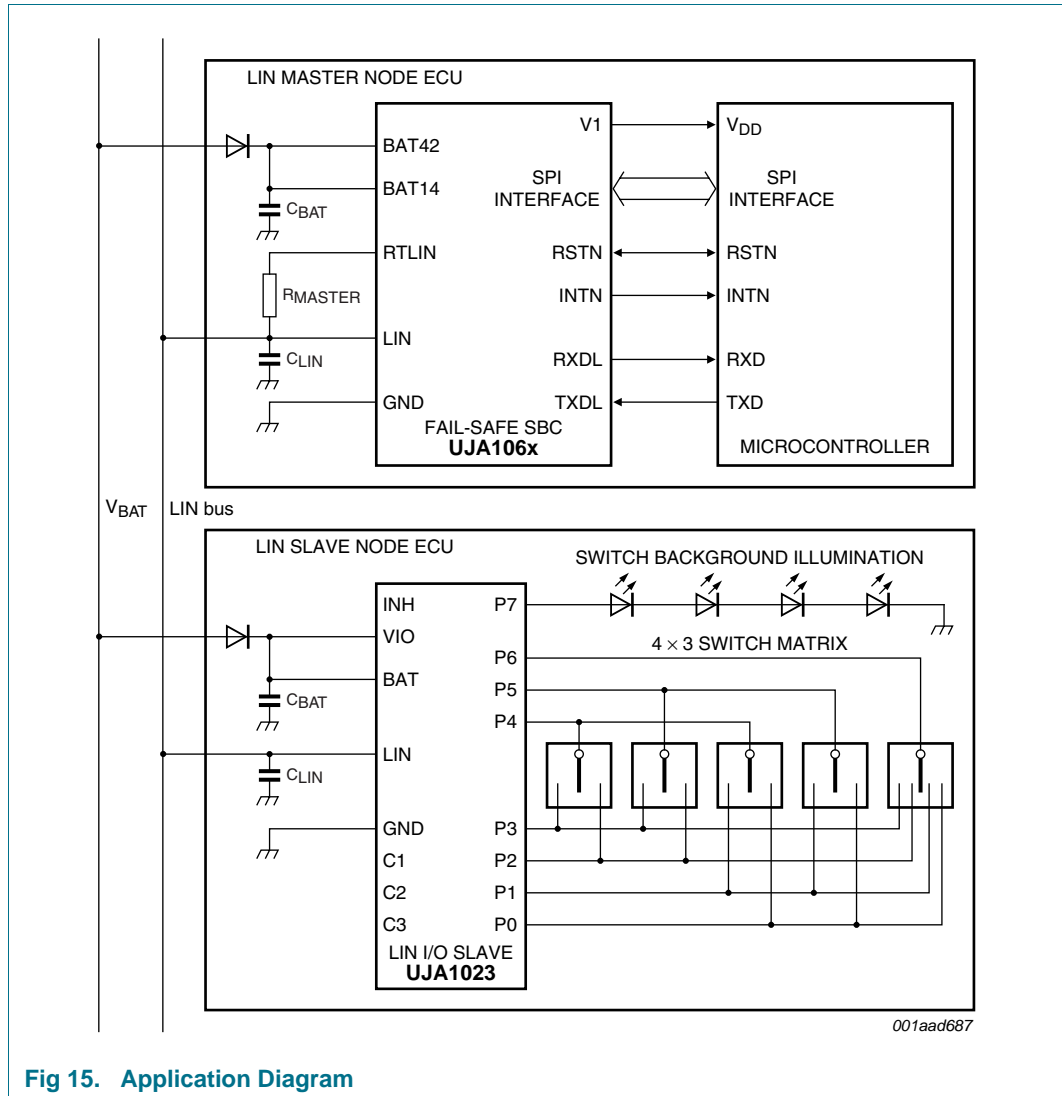 LIN MASTER NODE ECU
V1
VDD
BAT42
BAT14
SPI
INTERFACE
SPI
INTERFACE
CBAT
RTLIN
RSTN
RSTN
RMASTER
INTN
INTN
LIN
CLIN
RXDL
RXD
GND
TXDL
TXD
FAIL-SAFE SBC
UJA106x
MICROCONTROLLER
VBAT
LIN bus
LIN SLAVE NODE ECU
SWITCH BACKGROUND ILLUMINATION
INH
P7
VIO
4 × 3 SWITCH MATRIX
P6
BAT
P5
CBAT
P4
LIN
CLIN
GND
P3
C1
P2
C2
P1
C3
P0
LIN I/O SLAVE
UJA1023
001aad687
Fig 15. Application Diagram